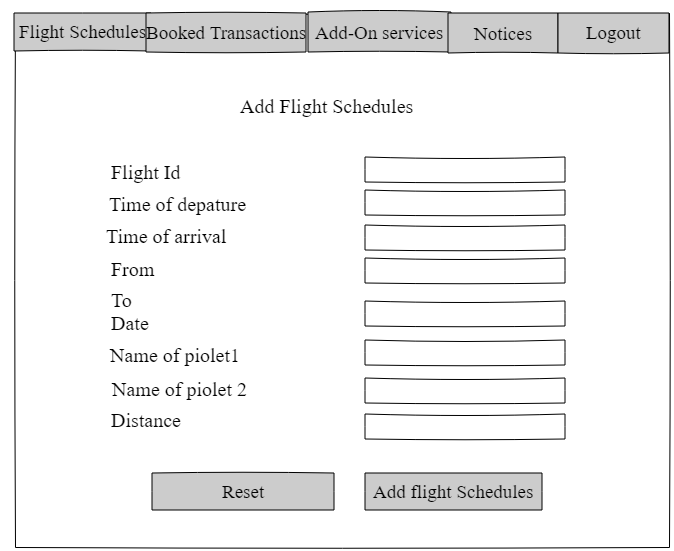 Flight Schedules Booked Transactions Add-On services Notices Logout
Add Flight Schedules
Flight Id
Time of depature
Time of arrival
From
To
Date
Name of piolet1
Name of piolet 2
Distance
Reset Add flight Schedules